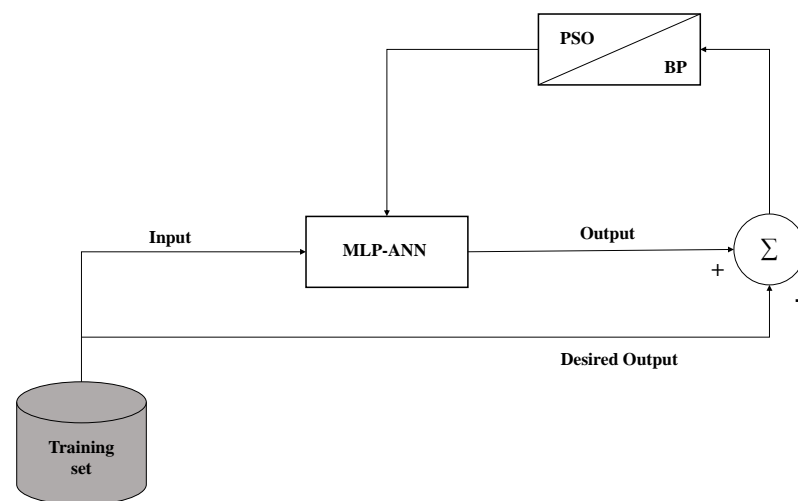 PSO
BP
Input
MLP-ANN
Output
Σ
+
-
Desired Output
Training
set